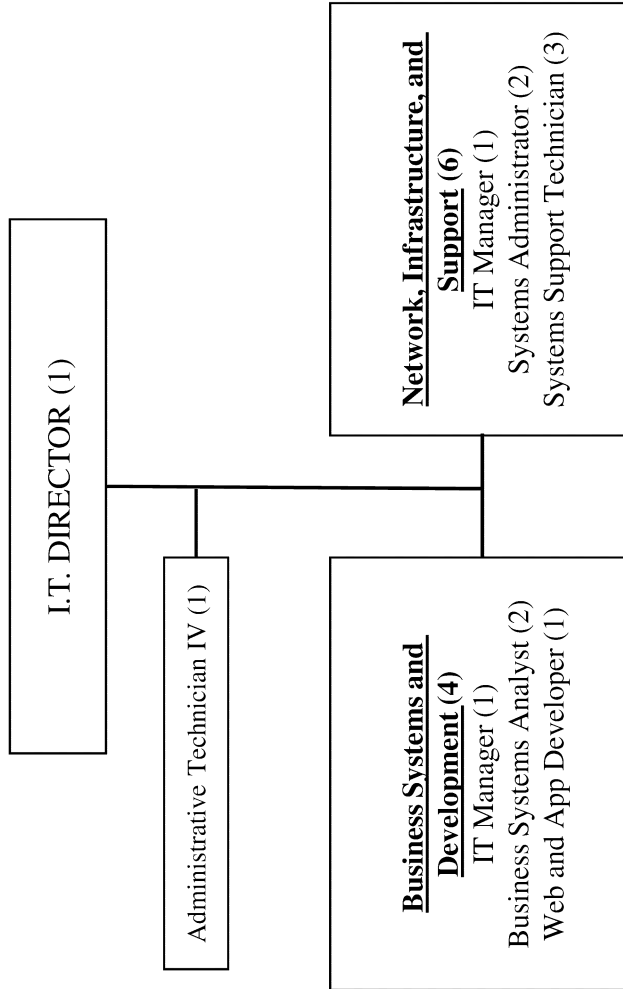 I.T. DIRECTOR (1)
Administrative Technician IV (1)
Business Systems and
Development (4)
IT Manager (1)
Business Systems Analyst (2)
Web and App Developer (1)
Network, Infrastructure, and
Support (6)
IT Manager (1)
Systems Administrator (2)
Systems Support Technician (3)